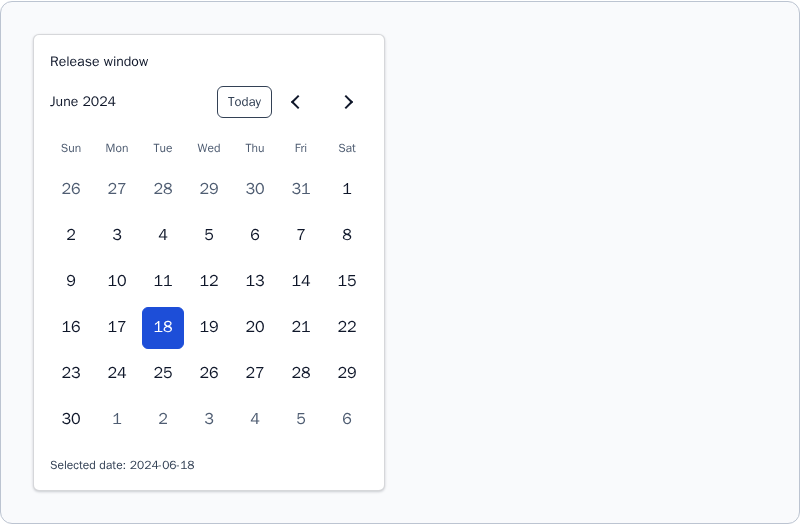 Release window
June 2024 Today
Sun Mon Tue Wed Thu Fri Sat
26 27 28 29 30 31 1
2 3 4 5 6 7 8
9 10 11 12 13 14 15
16 17 18 19 20 21 22
23 24 25 26 27 28 29
30 1 2 3 4 5 6
Selected date: 2024-06-18